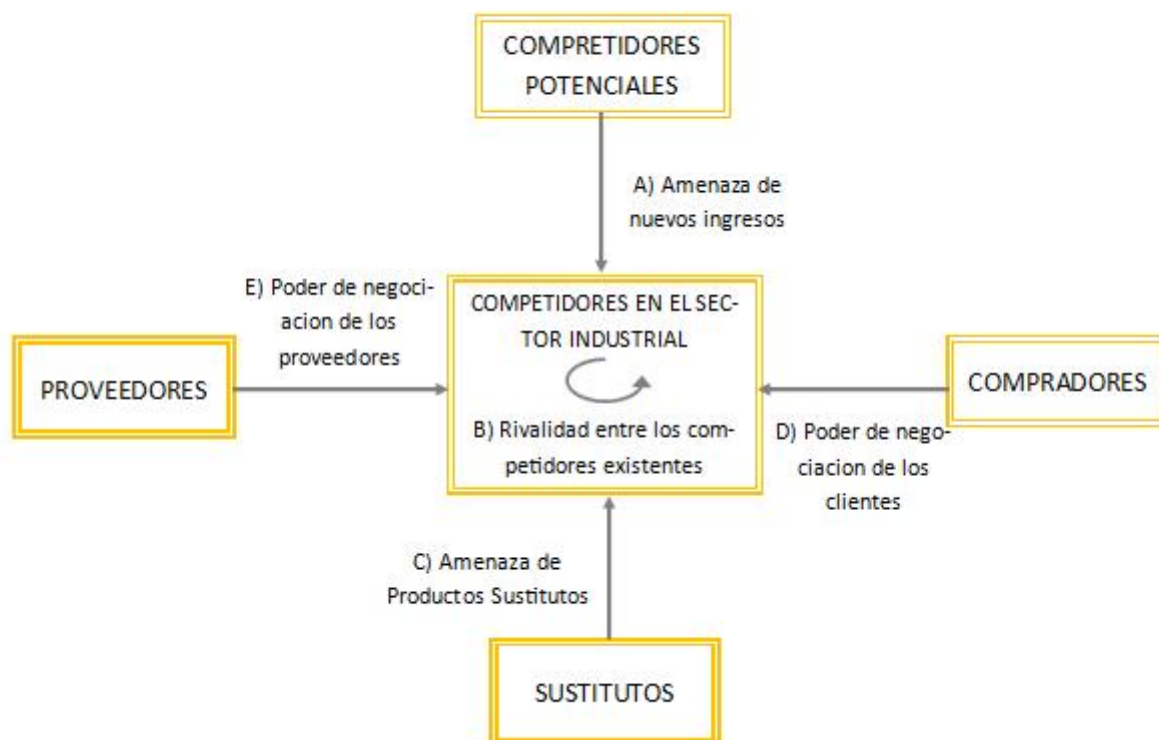 COMPRETIDORES
POTENCIALES
A) Amenaza de
nuevos ingresos
E) Poder de negoci-
acion de los
proveedores
COMPETIDORES EN EL SEC-
TOR INDUSTRIAL
PROVEEDORES
COMPRADORES
B) Rivalidad entre los com-
petidores existentes
D) Poder de nego-
ciacion de los
clientes
C) Amenaza de
Productos Sustitutos
SUSTITUTOS